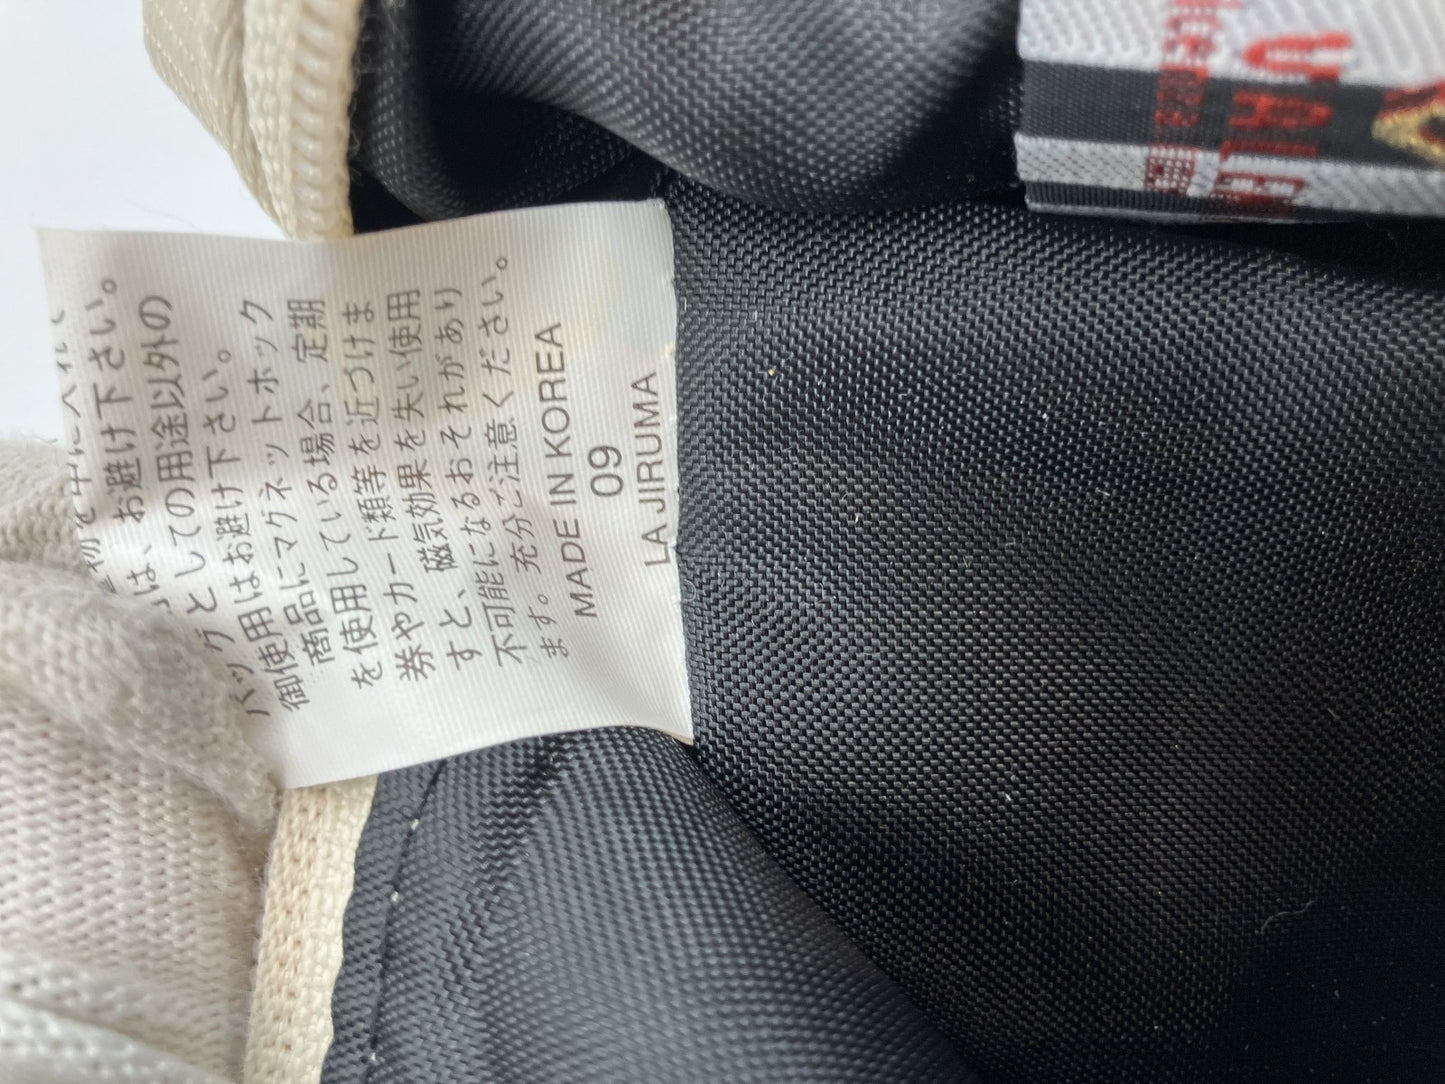 お避け下さい。
としての用途以外の
バッグ
御使用はお避け下さい。
商品にマグネットホック
を使用している場合、定期
券やカード類等を近づけま
すと、磁気効果を失い使用
不可能になるおそれがあり
ます。充分ご注意ください。
MADE IN KOREA
09
LA JIRUMA